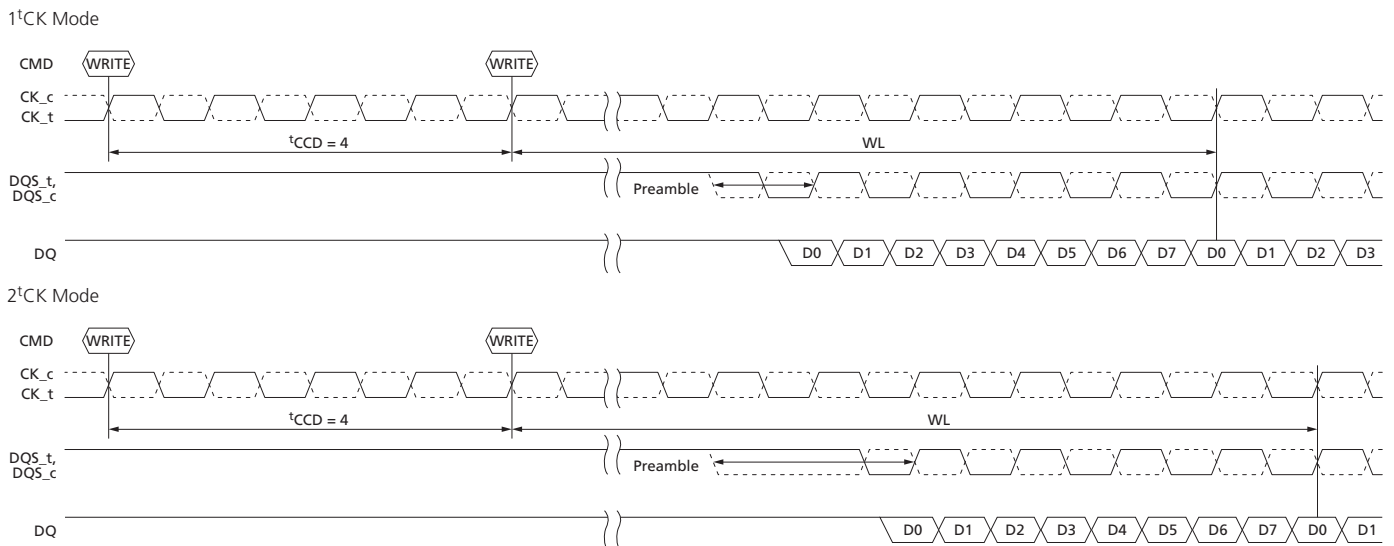 1tCK Mode
CMD WRITE WRITE
CK_c
CK_t
tCCD = 4 WL
DQS_t,
DQS_c Preamble
DQ D0 D1 D2 D3 D4 D5 D6 D7 D0 D1 D2 D3
2tCK Mode
CMD WRITE WRITE
CK_c
CK_t
tCCD = 4 WL
DQS_t,
DQS_c Preamble
DQ D0 D1 D2 D3 D4 D5 D6 D7 D0 D1